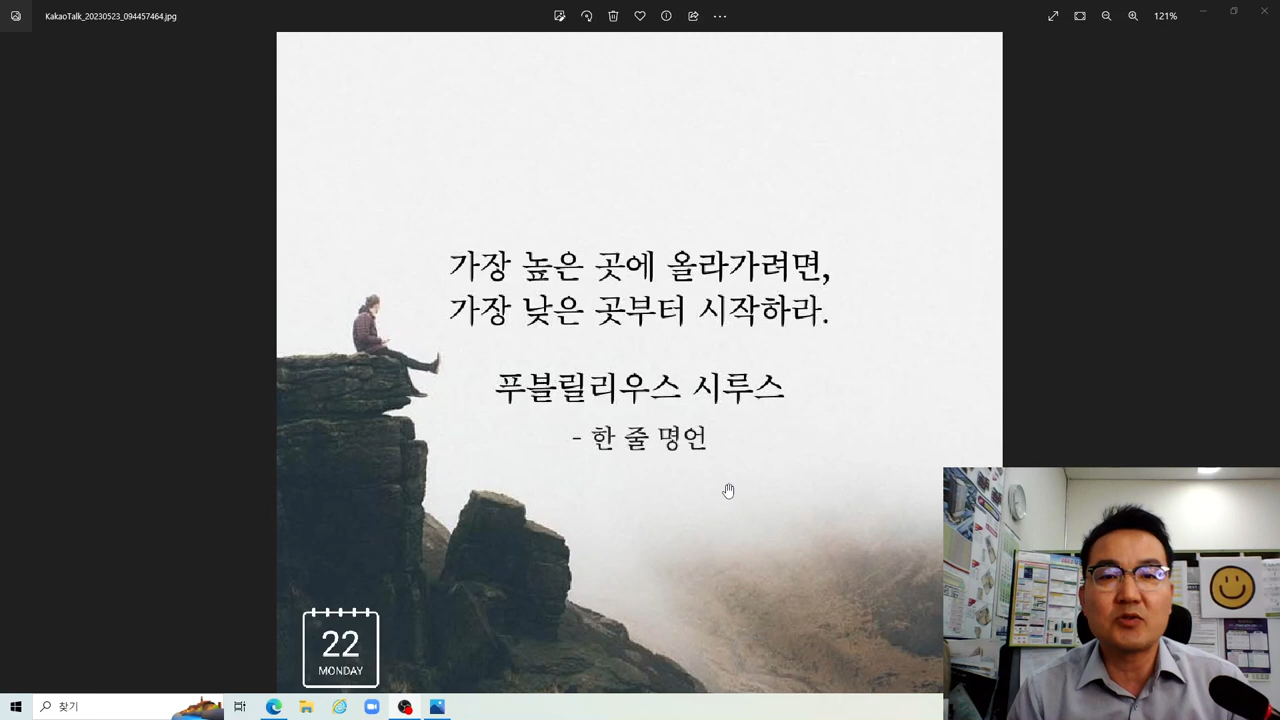 KakaoTalk_20230523_094457464.jpg
121%
가장 높은 곳에 올라가려면,
가장 낮은 곳부터 시작하라.
푸블릴리우스 시루스
- 한 줄 명언
22
MONDAY
찾기